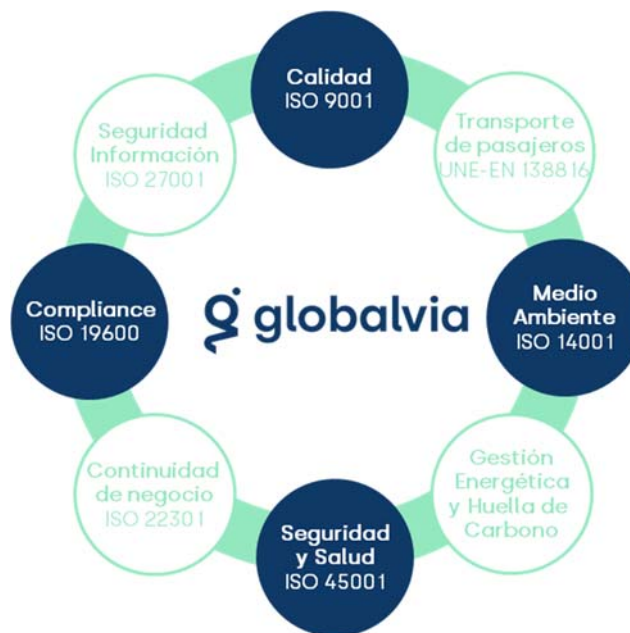 Calidad
ISO 9001
Transporte
de pasajeros
UNE-EN 138816
Medio
Ambiente
ISO 14001
Gestión
Energética
y Huella de
Carbono
Seguridad
y Salud
ISO 45001
Continuidad
de negocio
ISO 22301
Compliance
ISO 19600
Seguridad
Información
ISO 27001
globalvia